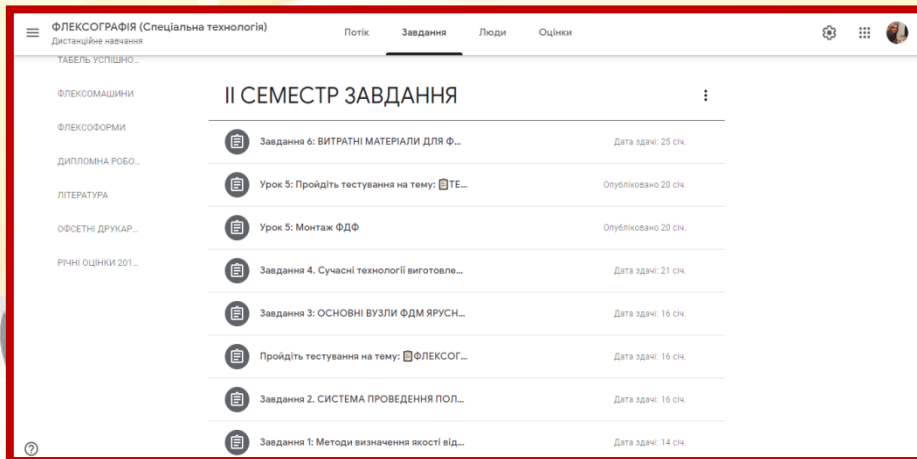 ФЛЕКСОГРАФІЯ (Спеціальна технологія)
Дистанційне навчання
Потік Завдання Люди Оцінки
ТАБЕЛЬ УСПІШНО...
ФЛЕКСОМАШИНИ
ФЛЕКСОФОРМИ
ДИПЛОМНА РОБО...
ЛІТЕРАТУРА
ОФСЕТНІ ДРУКАР...
РІЧНІ ОЦІНКИ 201...
ІІ СЕМЕСТР ЗАВДАННЯ
Завдання 6: ВИТРАТНІ МАТЕРІАЛИ ДЛЯ Ф... Дата здачі: 25 січ.
Урок 5: Пройдіть тестування на тему: 📋ТЕ... Опубліковано 20 січ.
Урок 5: Монтаж ФДФ Опубліковано 20 січ.
Завдання 4. Сучасні технології виготовле... Дата здачі: 21 січ.
Завдання 3: ОСНОВНІ ВУЗЛИ ФДМ ЯРУСН... Дата здачі: 16 січ.
Пройдіть тестування на тему: 📋ФЛЕКСОГ... Дата здачі: 16 січ.
Завдання 2. СИСТЕМА ПРОВЕДЕННЯ ПОЛ... Дата здачі: 16 січ.
Завдання 1: Методи визначення якості від... Дата здачі: 14 січ.